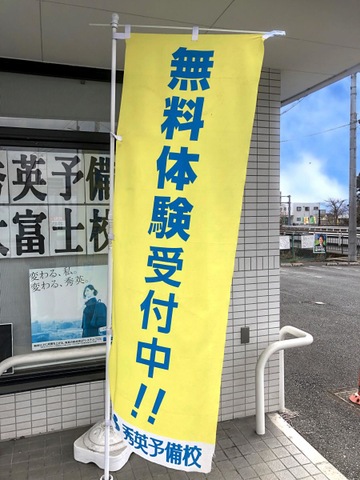 無料体験受付中!!
秀英予備校
秀英予備
富士校
変わる、私。
変わる、秀英。